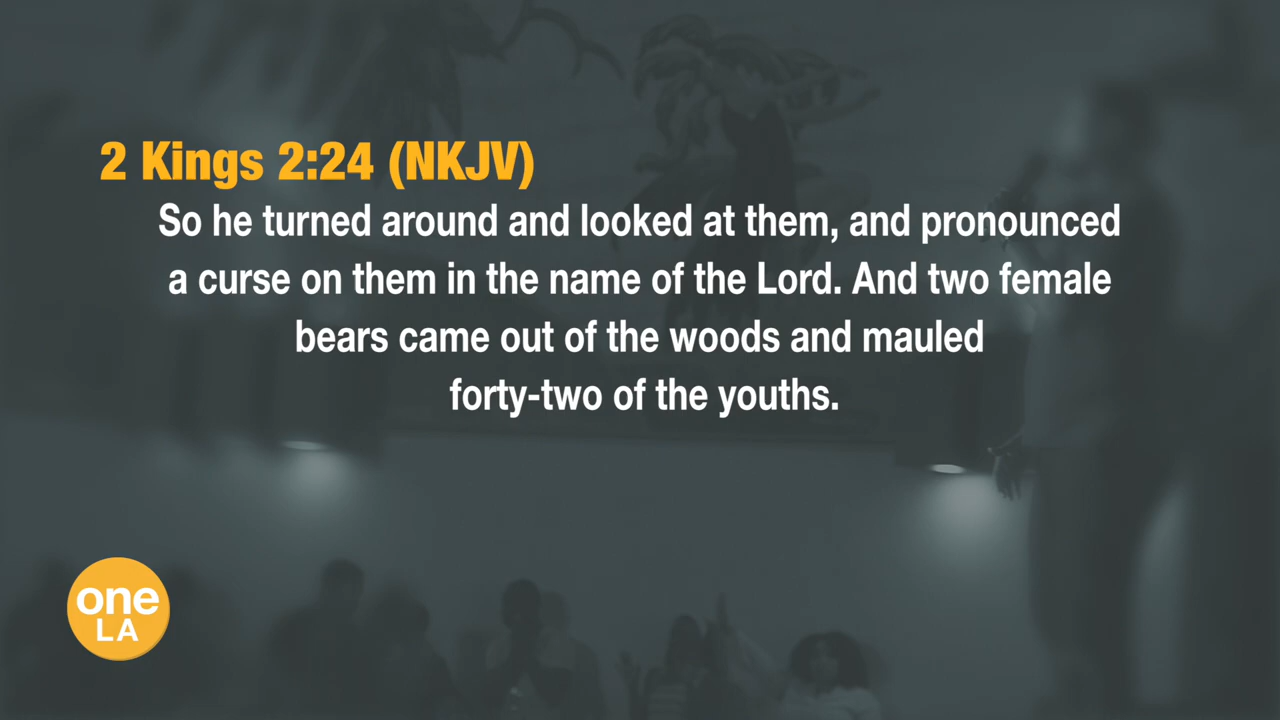 2 Kings 2:24 (NKJV)
So he turned around and looked at them, and pronounced
a curse on them in the name of the Lord. And two female
bears came out of the woods and mauled
forty-two of the youths.
one
LA